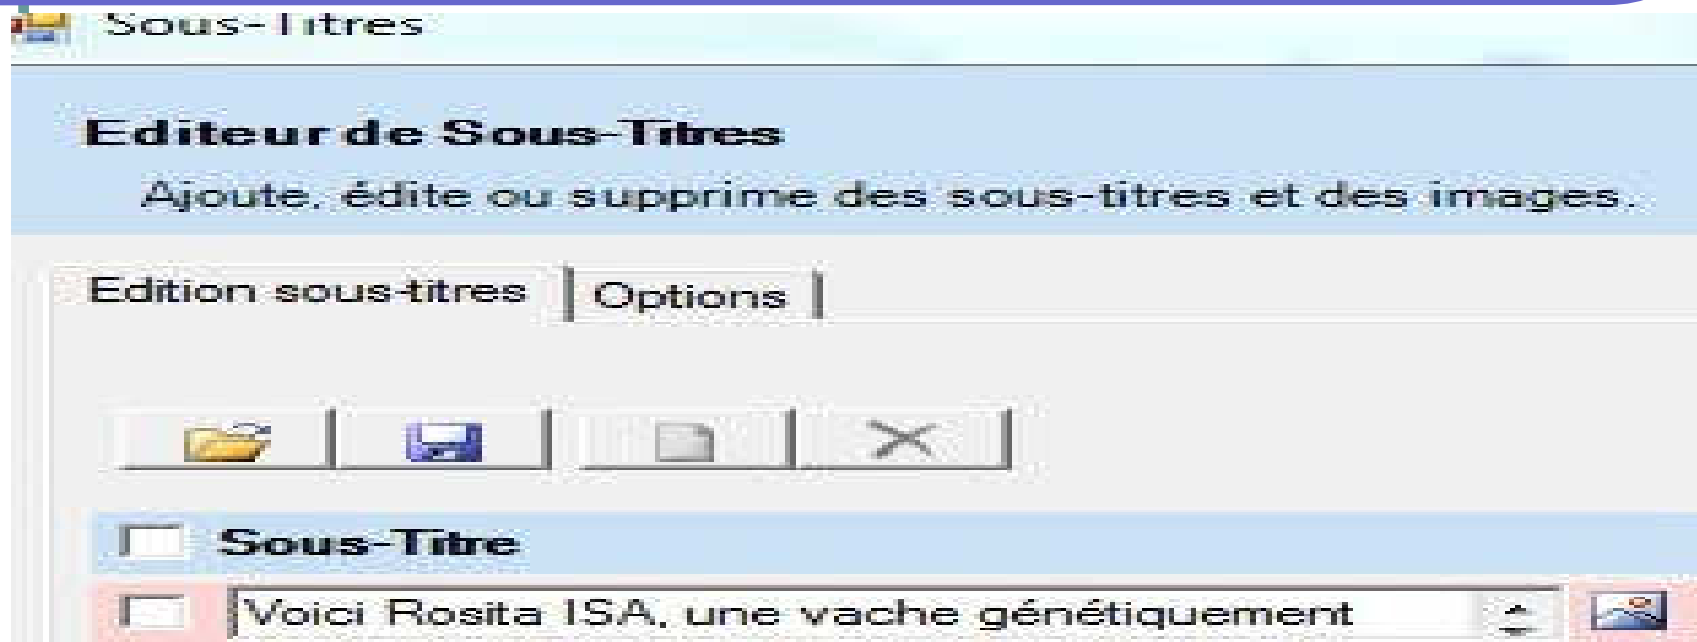 Sous-Titres
Editeur de Sous-Titres
Ajoute, édite ou supprime des sous-titres et des images.
Edition sous-titres Options
Sous-Titre
Voici Rosita ISA, une vache génétiquement